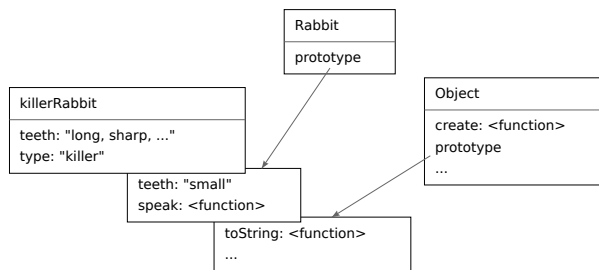 Rabbit
prototype
killerRabbit
teeth: "long, sharp, ..."
type: "killer"
Object
create: <function>
prototype
...
teeth: "small"
speak: <function>
toString: <function>
...